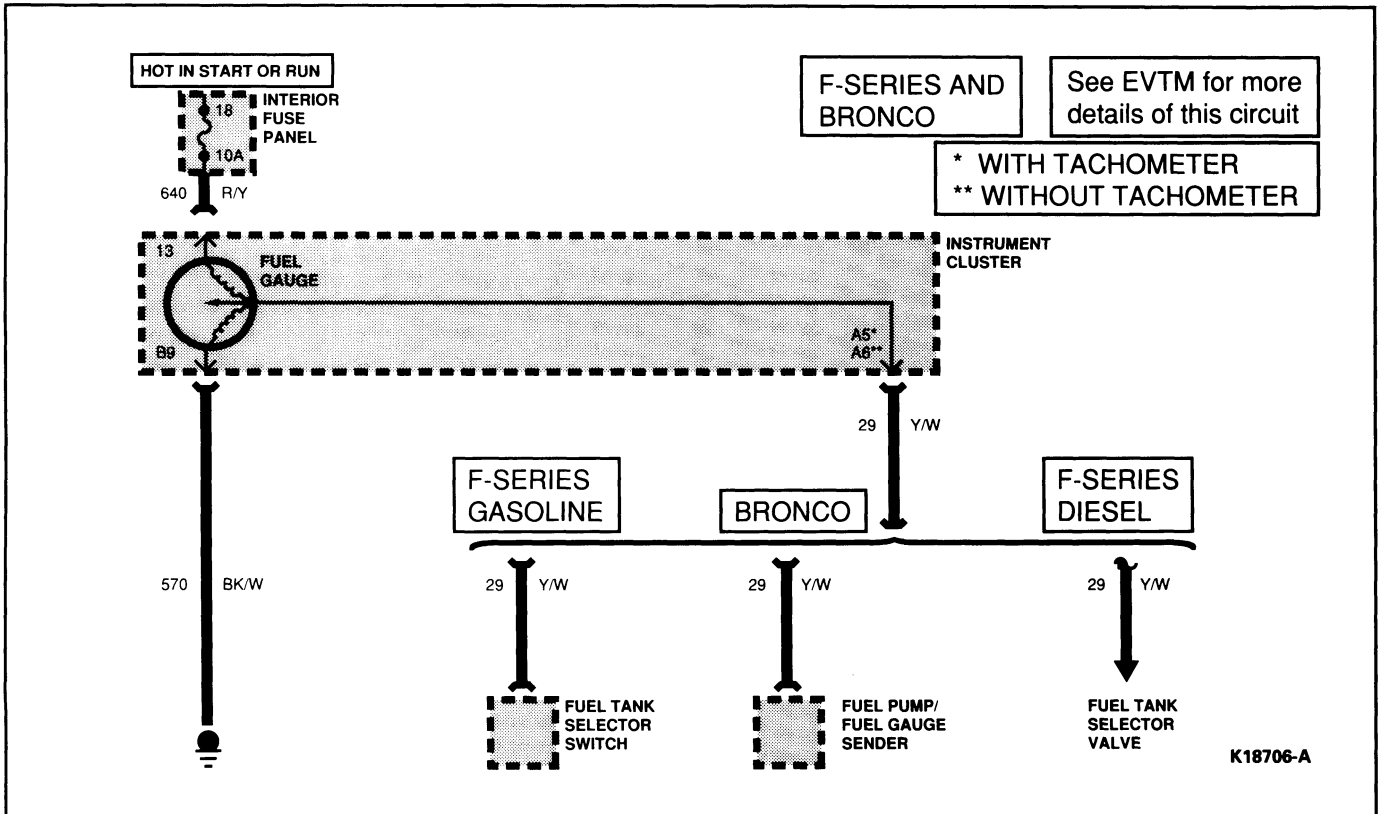 HOT IN START OR RUN
18
10A
INTERIOR
FUSE
PANEL
640 R/Y
F-SERIES AND
BRONCO
See EVTM for more
details of this circuit
* WITH TACHOMETER
** WITHOUT TACHOMETER
13
FUEL
GAUGE
B9
A5*
A6**
INSTRUMENT
CLUSTER
29 Y/W
570 BK/W
F-SERIES
GASOLINE
BRONCO
F-SERIES
DIESEL
29 Y/W
29 Y/W
29 Y/W
FUEL TANK
SELECTOR
SWITCH
FUEL PUMP/
FUEL GAUGE
SENDER
FUEL TANK
SELECTOR
VALVE
K18706-A